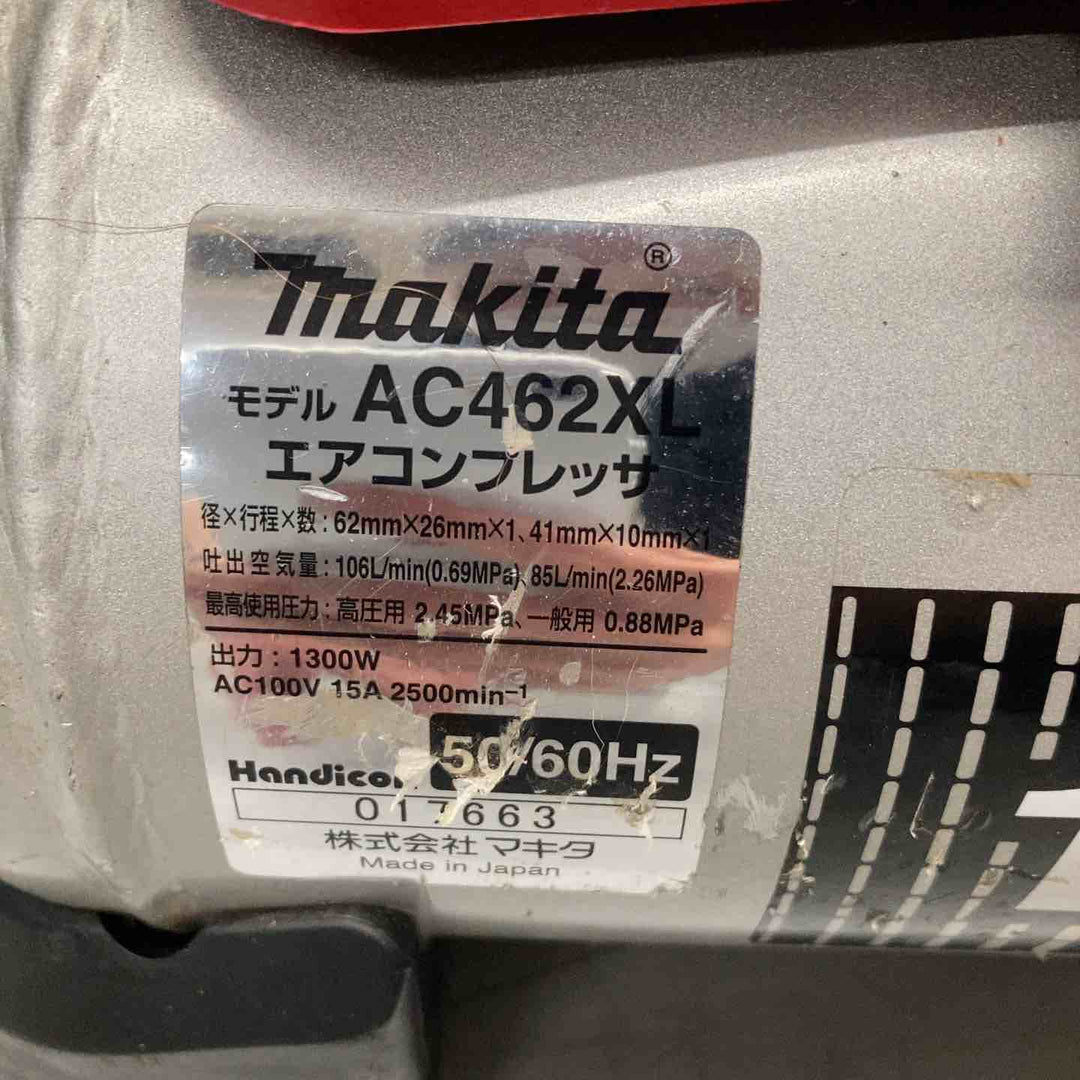 makita®
モデル AC462XL
エアコンプレッサ
径×行程×数：62mm×26mm×1、41mm×10mm×1
吐出空気量：106L/min(0.69MPa)、85L/min(2.26MPa)
最高使用圧力：高圧用 2.45MPa、一般用 0.88MPa
出力：1300W
AC100V 15A 2500min⁻¹
50/60Hz
Handicon
017663
株式会社 マキタ
Made in Japan